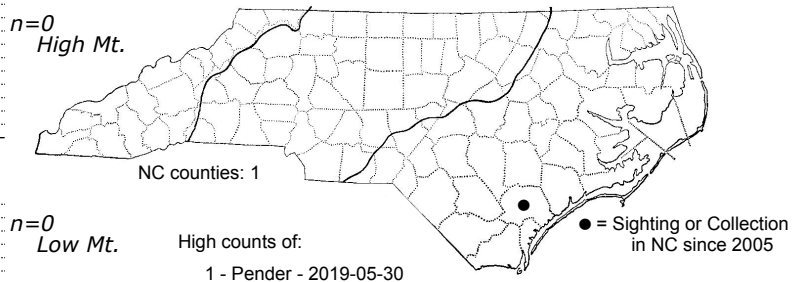 n=0
High Mt.
NC counties: 1
n=0
Low Mt.
High counts of:
1 - Pender - 2019-05-30
● = Sighting or Collection
in NC since 2005